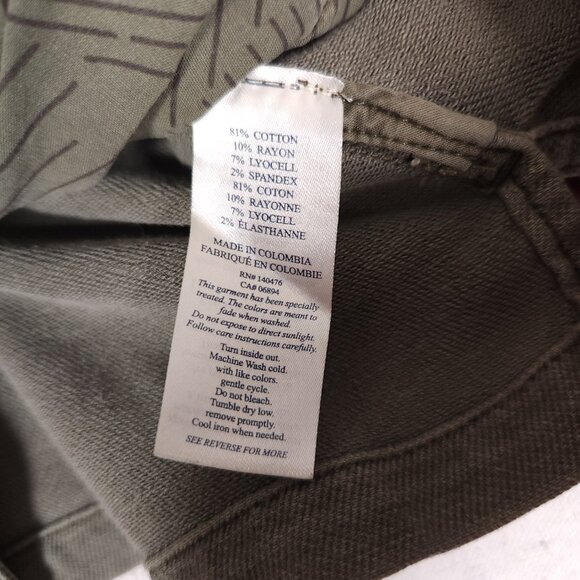 81% COTTON
10% RAYON
7% LYOCELL
2% SPANDEX
81% COTON
10% RAYONNE
7% LYOCELL
2% ÉLASTHANNE
MADE IN COLOMBIA
FABRIQUÉ EN COLOMBIE
RN# 140476
CA# 06894
This garment has been specially
treated. The colors are meant to
fade when washed.
Do not expose to direct sunlight.
Follow care instructions carefully.
Turn inside out.
Machine Wash cold.
with like colors.
gentle cycle.
Do not bleach.
Tumble dry low.
remove promptly.
Cool iron when needed.
SEE REVERSE FOR MORE